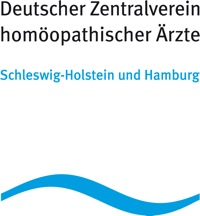 Deutscher Zentralverein
homöopathischer Ärzte
Schleswig-Holstein und Hamburg